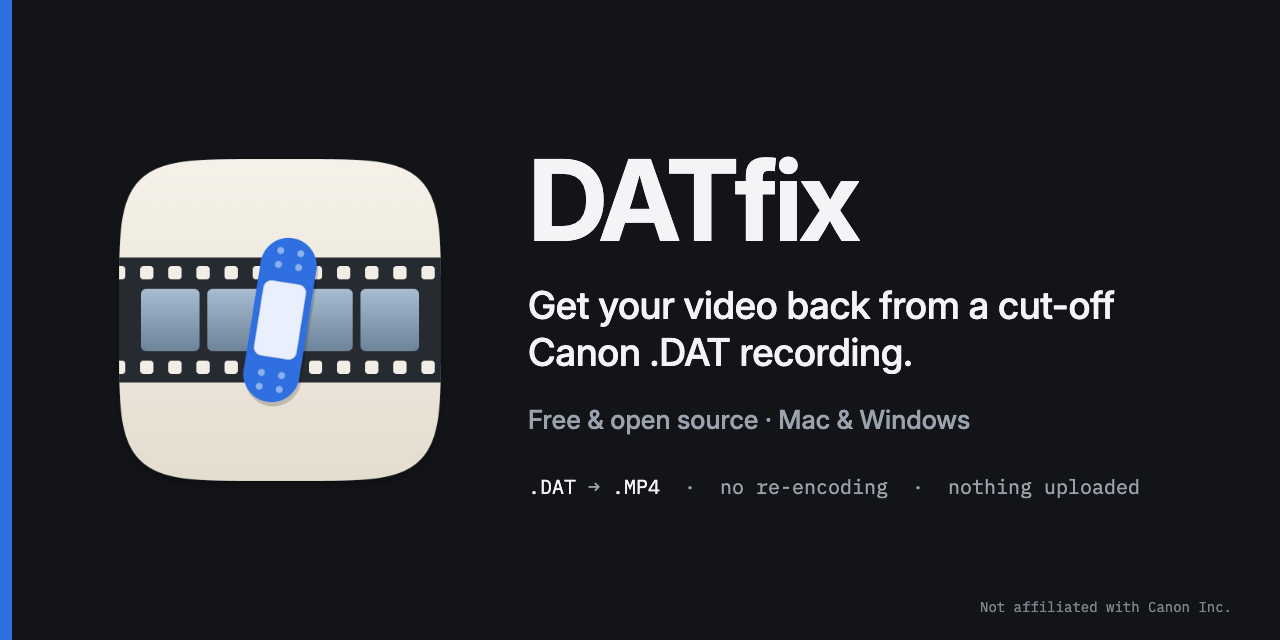 DATfix
Get your video back from a cut-off
Canon .DAT recording.
Free & open source · Mac & Windows
.DAT → .MP4 · no re-encoding · nothing uploaded
Not affiliated with Canon Inc.